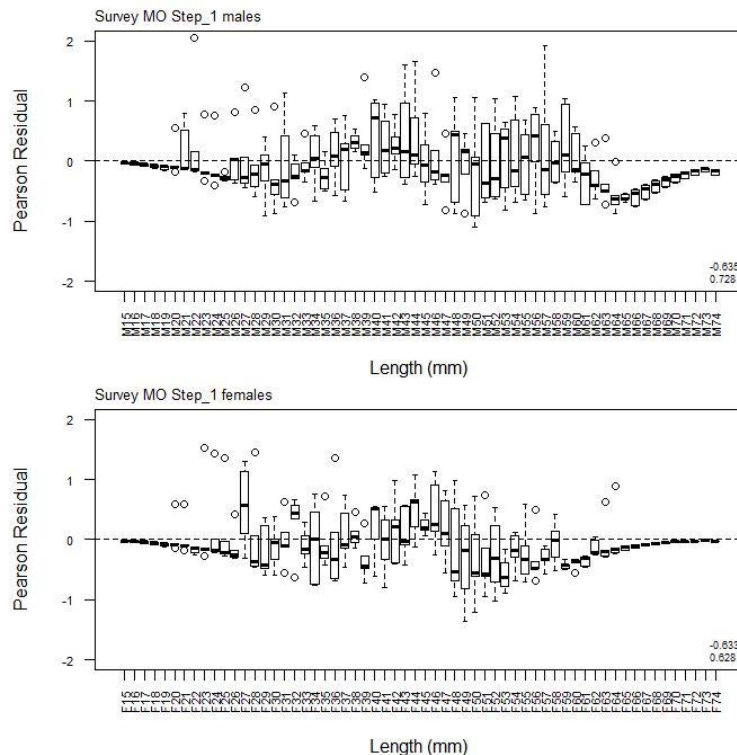 Survey MO Step_1 males
Pearson Residual
2
1
0
-1
-2
-0.635
0.728
M15 M16 M17 M18 M19 M20 M21 M22 M23 M24 M25 M26 M27 M28 M29 M30 M31 M32 M33 M34 M35 M36 M37 M38 M39 M40 M41 M42 M43 M44 M45 M46 M47 M48 M49 M50 M51 M52 M53 M54 M55 M56 M57 M58 M59 M60 M61 M62 M63 M64 M65 M66 M67 M68 M69 M70 M71 M72 M73 M74
Length (mm)
Survey MO Step_1 females
Pearson Residual
2
1
0
-1
-2
-0.633
0.628
F15 F16 F17 F18 F19 F20 F21 F22 F23 F24 F25 F26 F27 F28 F29 F30 F31 F32 F33 F34 F35 F36 F37 F38 F39 F40 F41 F42 F43 F44 F45 F46 F47 F48 F49 F50 F51 F52 F53 F54 F55 F56 F57 F58 F59 F60 F61 F62 F63 F64 F65 F66 F67 F68 F69 F70 F71 F72 F73 F74
Length (mm)